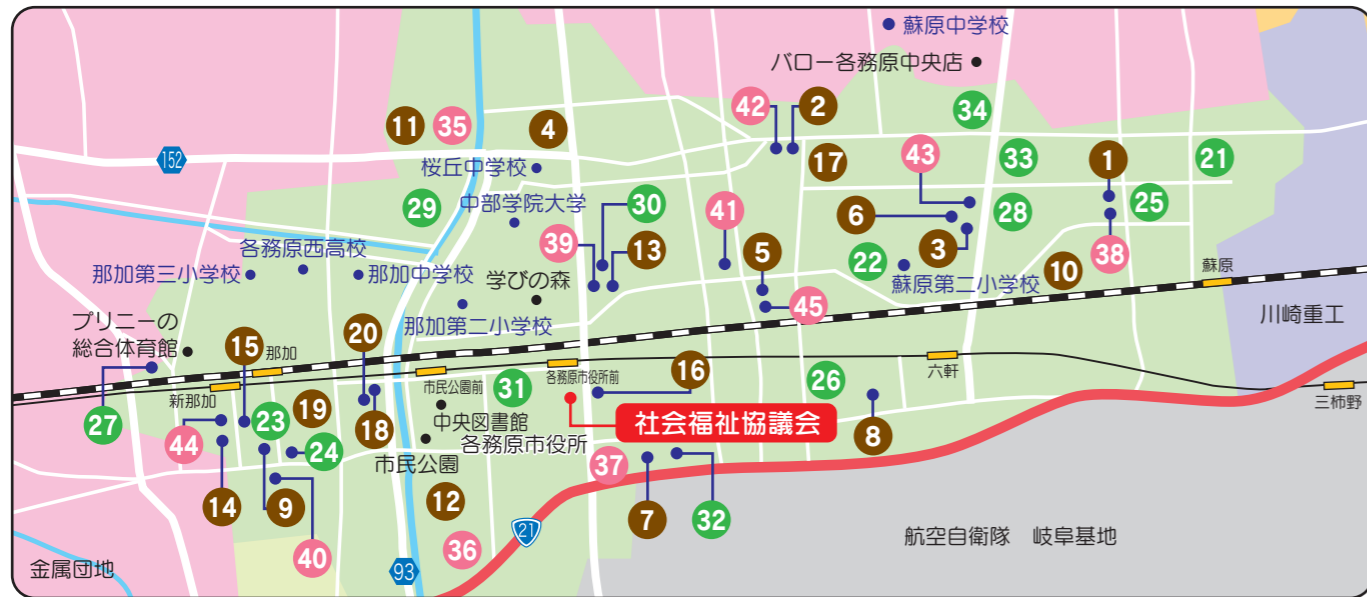 蘇原中学校
バロー各務原中央店
42
2
34
11
35
4
152
桜丘中学校
17
43
33
1
21
29
中部学院大学
30
41
6
28
25
39
13
5
3
22
38
各務原西高校
那加第三小学校
那加中学校
学びの森
蘇原第二小学校
10
蘇原
45
川崎重工
プリニーの
総合体育館
15
那加
20
那加第二小学校
新那加
市民公園前
31
各務原市役所前
16
六軒
26
三柿野
27
44
23
19
18
中央図書館
社会福祉協議会
8
24
市民公園
各務原市役所
37
14
9
12
7
32
40
36
21
93
航空自衛隊 岐阜基地
金属団地